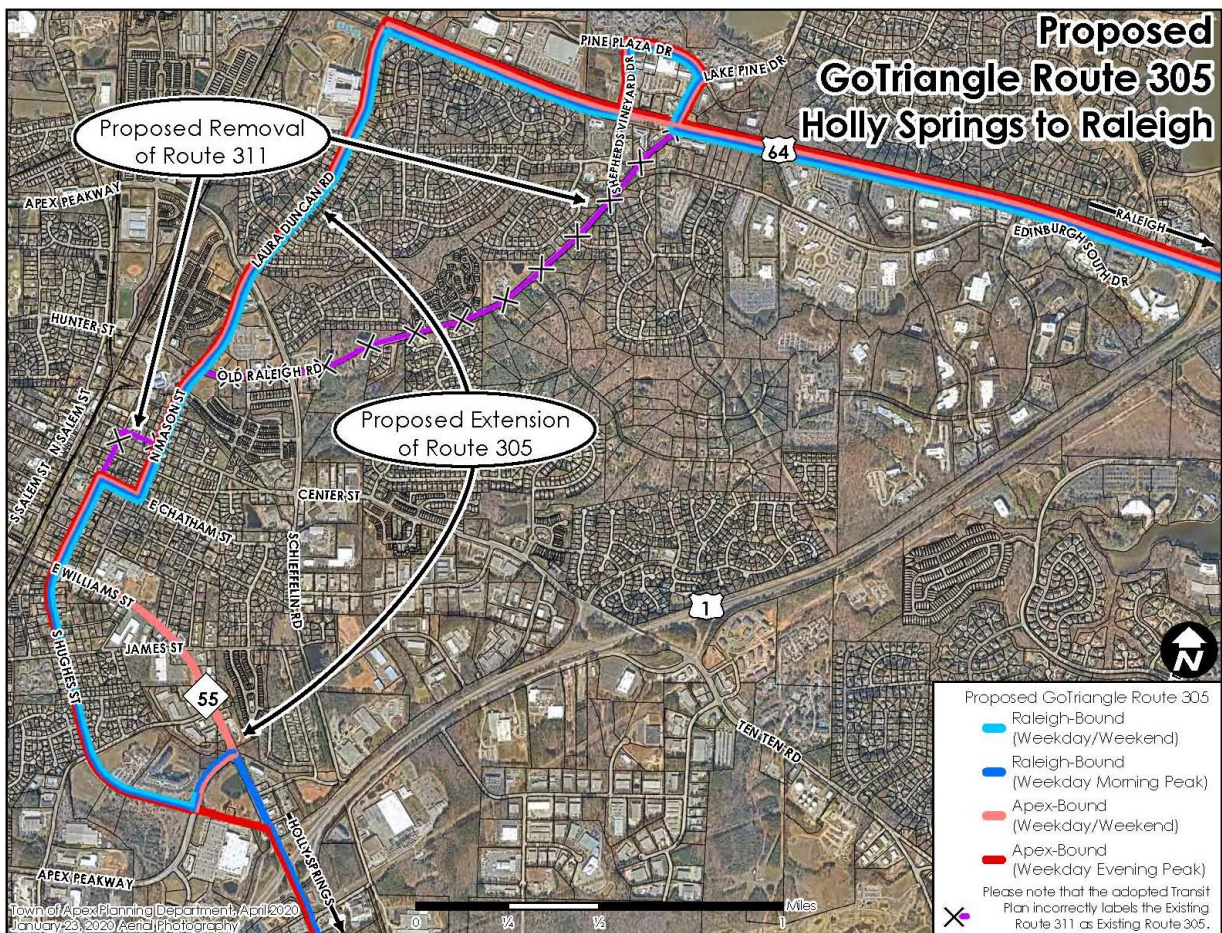 Proposed
GoTriangle Route 305
Holly Springs to Raleigh
PINE PLAZA DR
LAKE PINE DR
SHEPHERDS VINEYARD DR
64
RALEIGH
EDINBURGH SOUTH DR
Proposed Removal
of Route 311
APEX PEAKWAY
LAURA DUNCAN RD
HUNTER ST
N SALEM ST
OLD RALEIGH RD
N MASON ST
Proposed Extension
of Route 305
S SALEM ST
CENTER ST
E CHATHAM ST
SCHIEFFELIN RD
E WILLIAMS ST
1
JAMES ST
S HUGHES ST
55
N
TEN TEN RD
HOLLY SPRINGS
APEX PEAKWAY
Proposed GoTriangle Route 305
Raleigh-Bound
(Weekday/Weekend)
Raleigh-Bound
(Weekday Morning Peak)
Apex-Bound
(Weekday/Weekend)
Apex-Bound
(Weekday Evening Peak)
Please note that the adopted Transit
Plan incorrectly labels the Existing
Route 311 as Existing Route 305.
Town of Apex Planning Department, April 2020
January 23, 2020 Aerial Photography
0 ¼ ½ 1 Miles